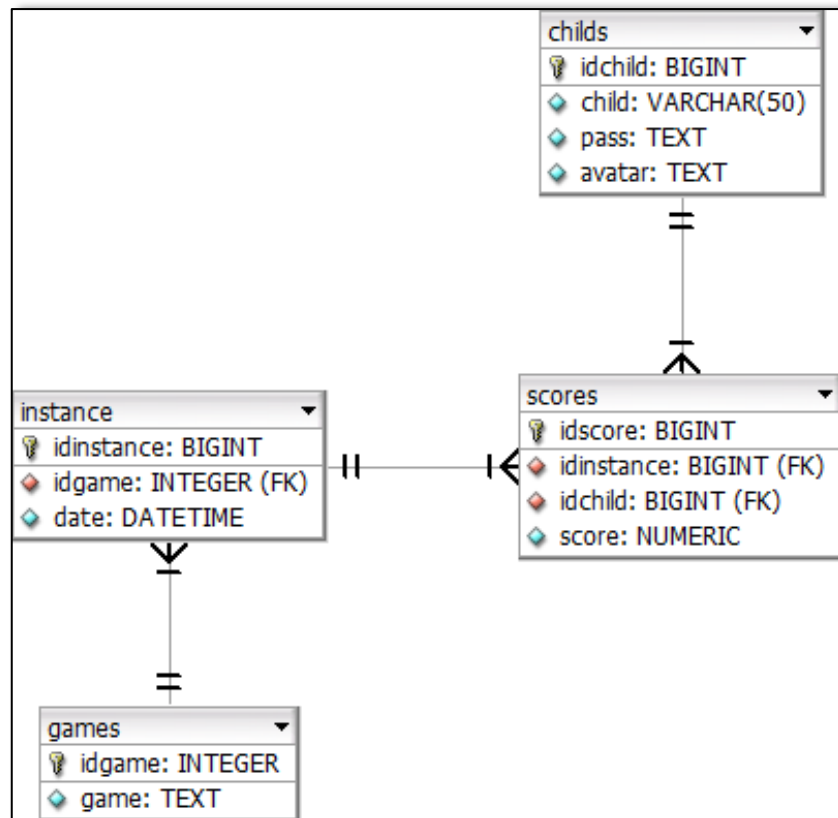 childs
idchild: BIGINT
child: VARCHAR(50)
pass: TEXT
avatar: TEXT
instance
idinstance: BIGINT
idgame: INTEGER (FK)
date: DATETIME
scores
idscore: BIGINT
idinstance: BIGINT (FK)
idchild: BIGINT (FK)
score: NUMERIC
games
idgame: INTEGER
game: TEXT